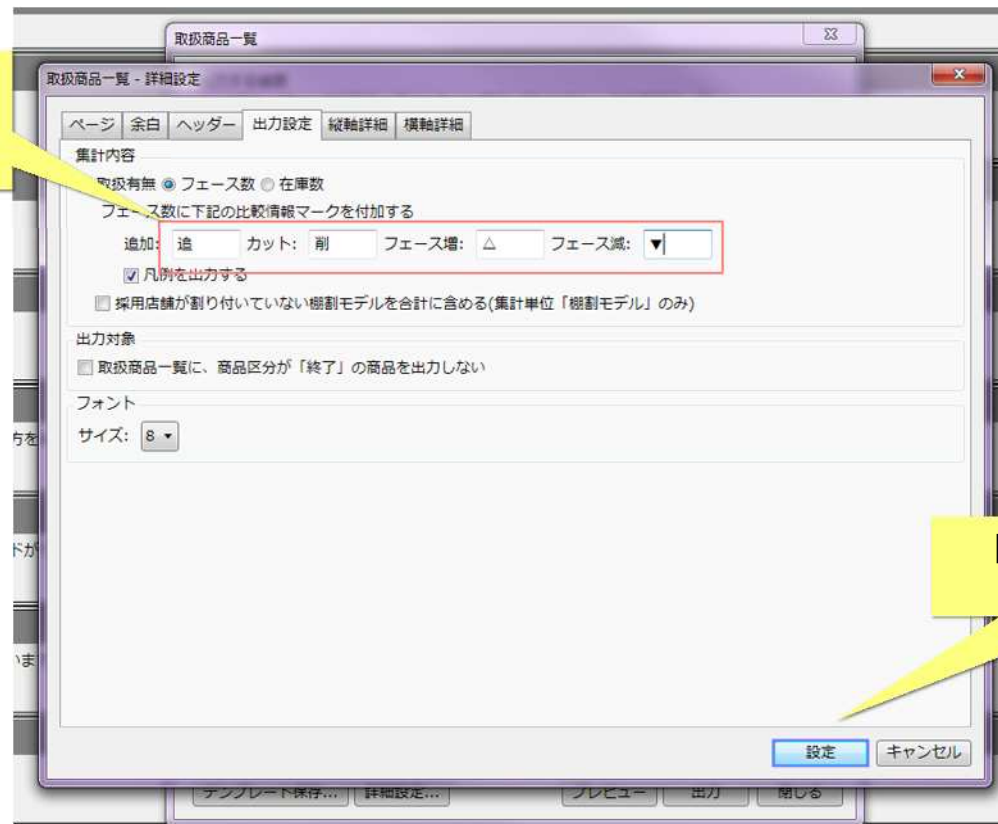 取扱商品一覧
取扱商品一覧 - 詳細設定
ページ 余白 ヘッダー 出力設定 縦軸詳細 横軸詳細
集計内容
取扱有無 フェース数 在庫数
フェース数に下記の比較情報マークを付加する
追加: 追 カット: 削 フェース増: △ フェース減: ▼
凡例を出力する
採用店舗が割り付いていない棚割モデルを合計に含める(集計単位「棚割モデル」のみ)
出力対象
取扱商品一覧に、商品区分が「終了」の商品を出力しない
フォント
サイズ: 8
方を
ドが
いま
設定 キャンセル
テンプレート保存... 詳細設定... プレビュー 出力 閉じる